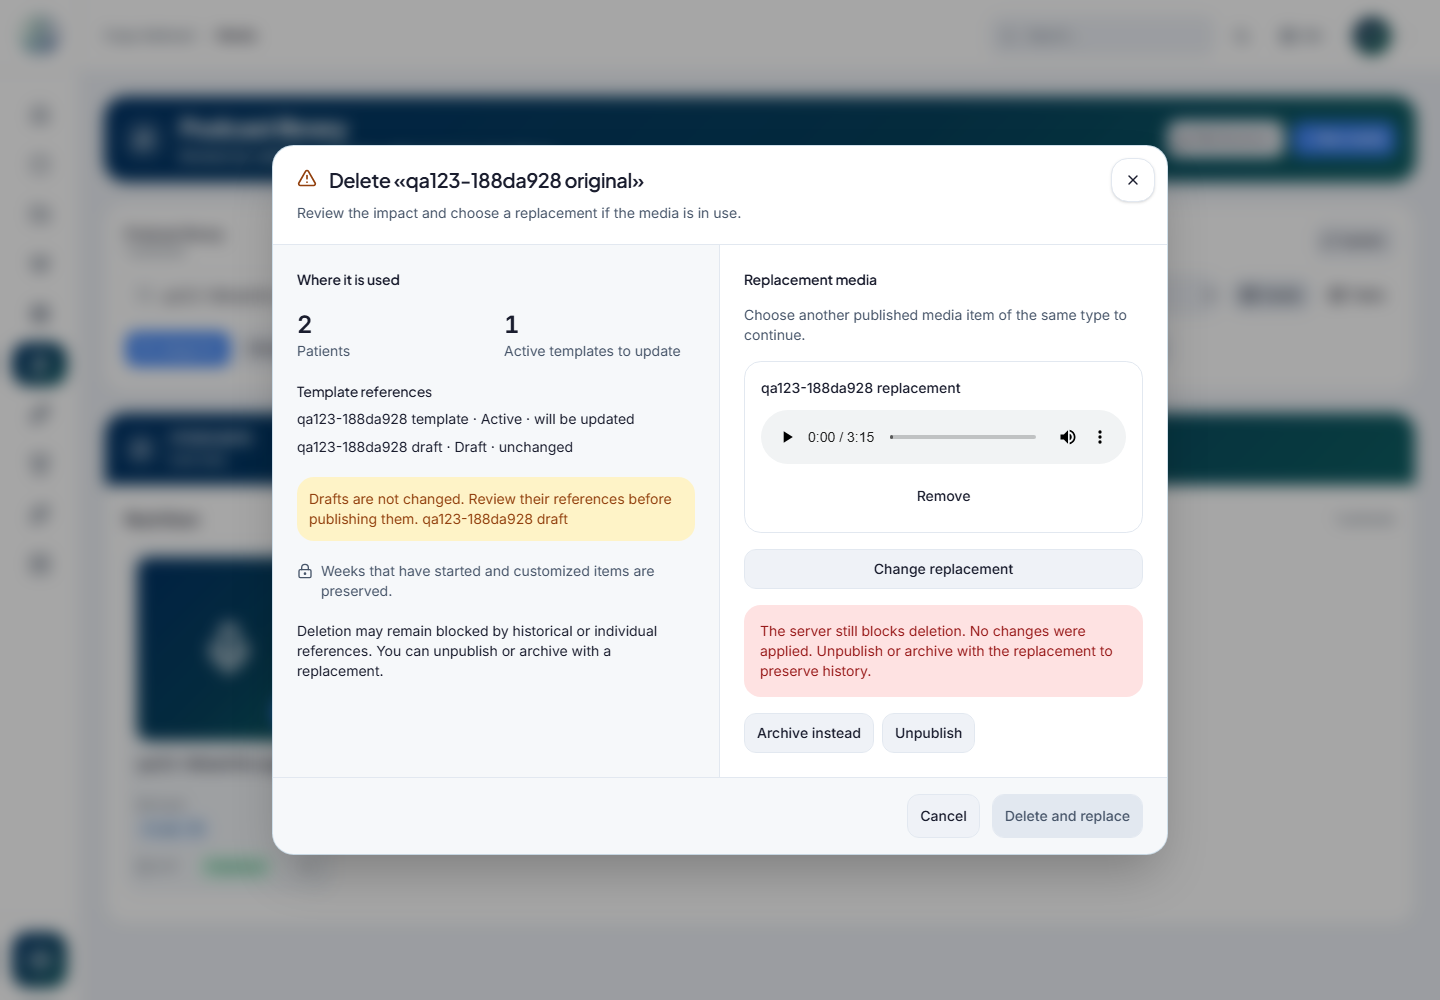 Podcast library
Delete «qa123-188da928 original»
Review the impact and choose a replacement if the media is in use.
Where it is used
2
Patients
1
Active templates to update
Template references
qa123-188da928 template · Active · will be updated
qa123-188da928 draft · Draft · unchanged
Drafts are not changed. Review their references before
publishing them. qa123-188da928 draft
Weeks that have started and customized items are
preserved.
Deletion may remain blocked by historical or individual
references. You can unpublish or archive with a
replacement.
Replacement media
Choose another published media item of the same type to
continue.
qa123-188da928 replacement
0:00 / 3:15
Remove
Change replacement
The server still blocks deletion. No changes were
applied. Unpublish or archive with the replacement to
preserve history.
Archive instead
Unpublish
Cancel
Delete and replace